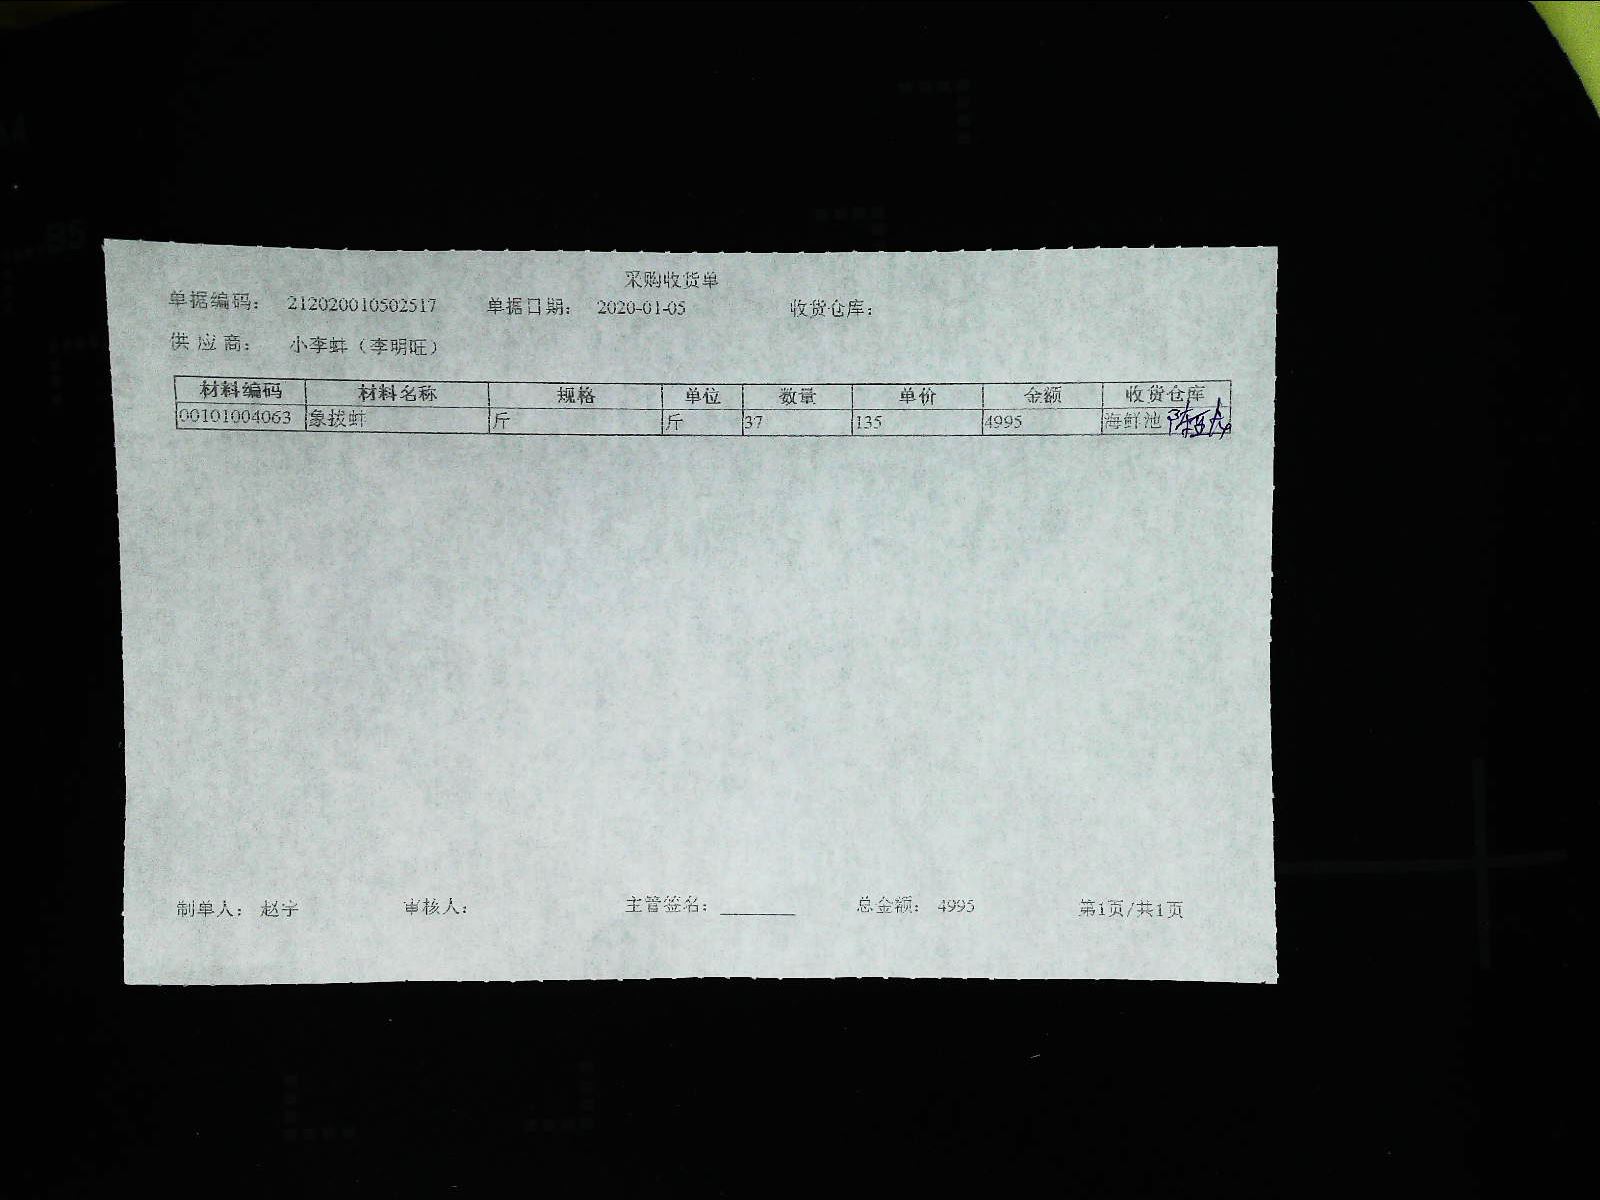 采购收货单
单据编码： 212020010502517 单据日期： 2020-01-05 收货仓库：
供 应 商： 小李蚌（李明旺）
材料编码 材料名称 规格 单位 数量 单价 金额 收货仓库
00101004063 象拔蚌 斤 斤 37 135 4995 海鲜池
制单人： 赵宇 审核人： 主管签名： ________ 总金额： 4995 第1页/共1页